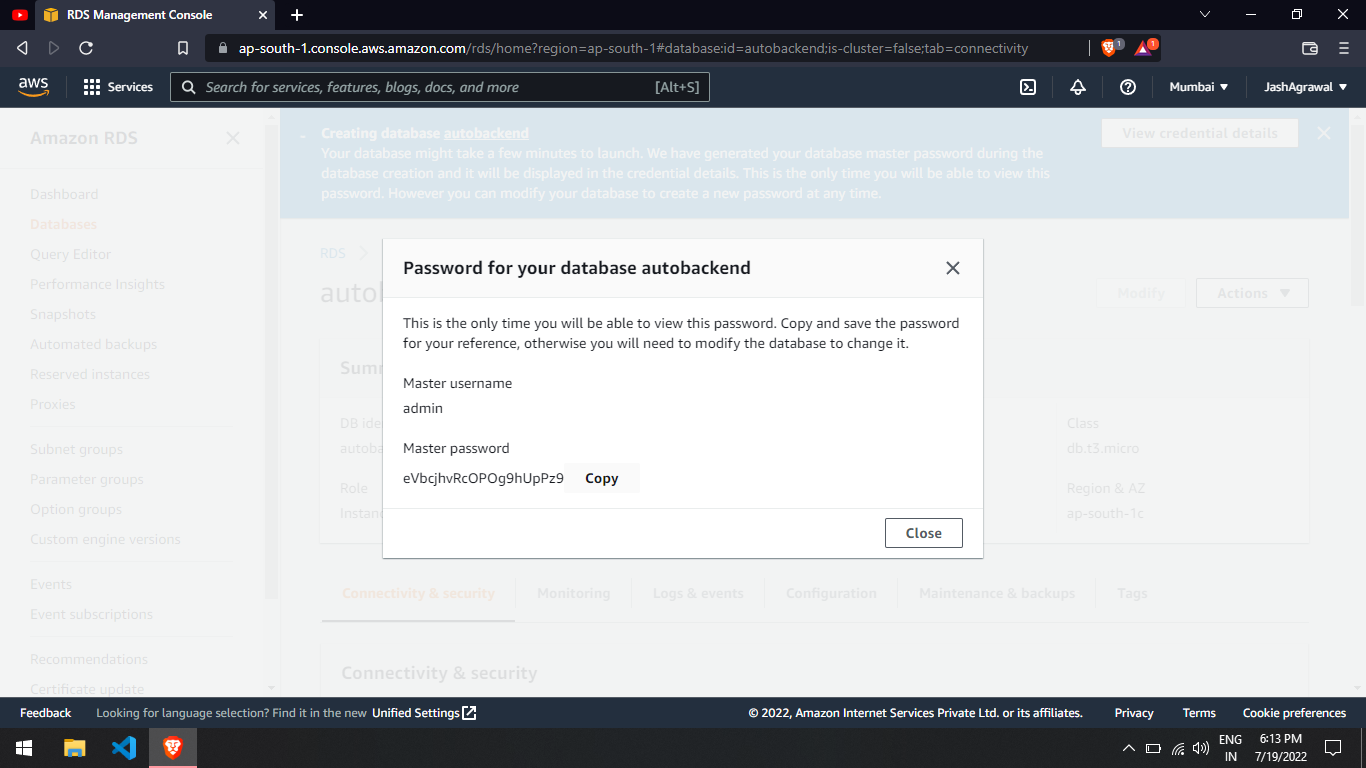 RDS Management Console
ap-south-1.console.aws.amazon.com/rds/home?region=ap-south-1#database:id=autobackend;is-cluster=false;tab=connectivity
1
1
aws
Services
Search for services, features, blogs, docs, and more
[Alt+S]
Mumbai
JashAgrawal
Amazon RDS
Dashboard
Databases
Query Editor
Performance Insights
Snapshots
Automated backups
Reserved instances
Proxies
Subnet groups
Parameter groups
Option groups
Custom engine versions
Events
Event subscriptions
Recommendations
Certificate update
Creating database autobackend
Your database might take a few minutes to launch. We have generated your database master password during the
database creation and it will be displayed in the credential details. This is the only time you will be able to view this
password. However you can modify your database to create a new password at any time.
View credential details
RDS
Modify
Actions
Password for your database autobackend
This is the only time you will be able to view this password. Copy and save the password
for your reference, otherwise you will need to modify the database to change it.
Master username
admin
Master password
eVbcjhvRcOPOg9hUpPz9
Copy
Close
Role
Class
db.t3.micro
Region & AZ
ap-south-1c
Connectivity & security
Monitoring
Logs & events
Configuration
Maintenance & backups
Tags
Connectivity & security
Feedback
Looking for language selection? Find it in the new Unified Settings
© 2022, Amazon Internet Services Private Ltd. or its affiliates.
Privacy
Terms
Cookie preferences
ENG
IN
6:13 PM
7/19/2022